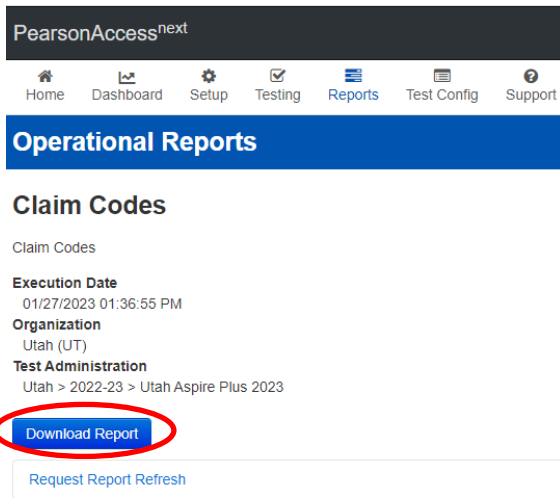 PearsonAccessnext
Home Dashboard Setup Testing Reports Test Config Support
Operational Reports
Claim Codes
Claim Codes
Execution Date
01/27/2023 01:36:55 PM
Organization
Utah (UT)
Test Administration
Utah > 2022-23 > Utah Aspire Plus 2023
Download Report
Request Report Refresh